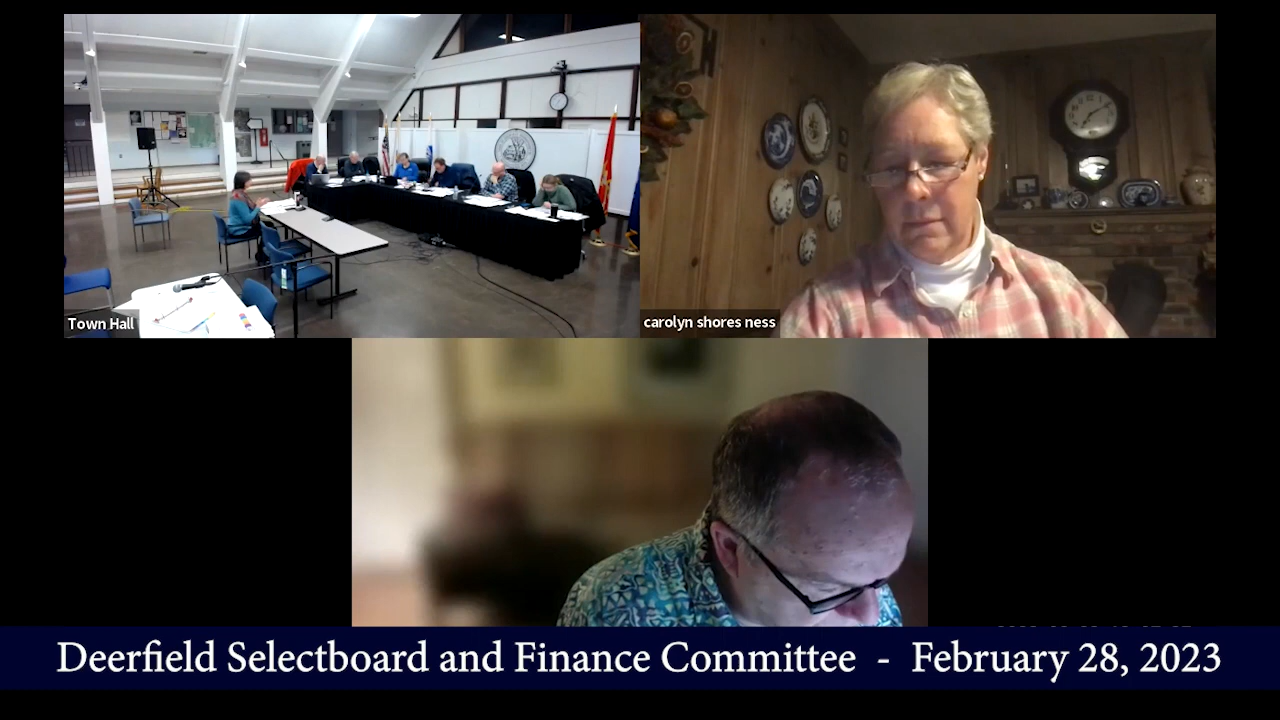 Town Hall
carolyn shores ness
Deerfield Selectboard and Finance Committee - February 28, 2023